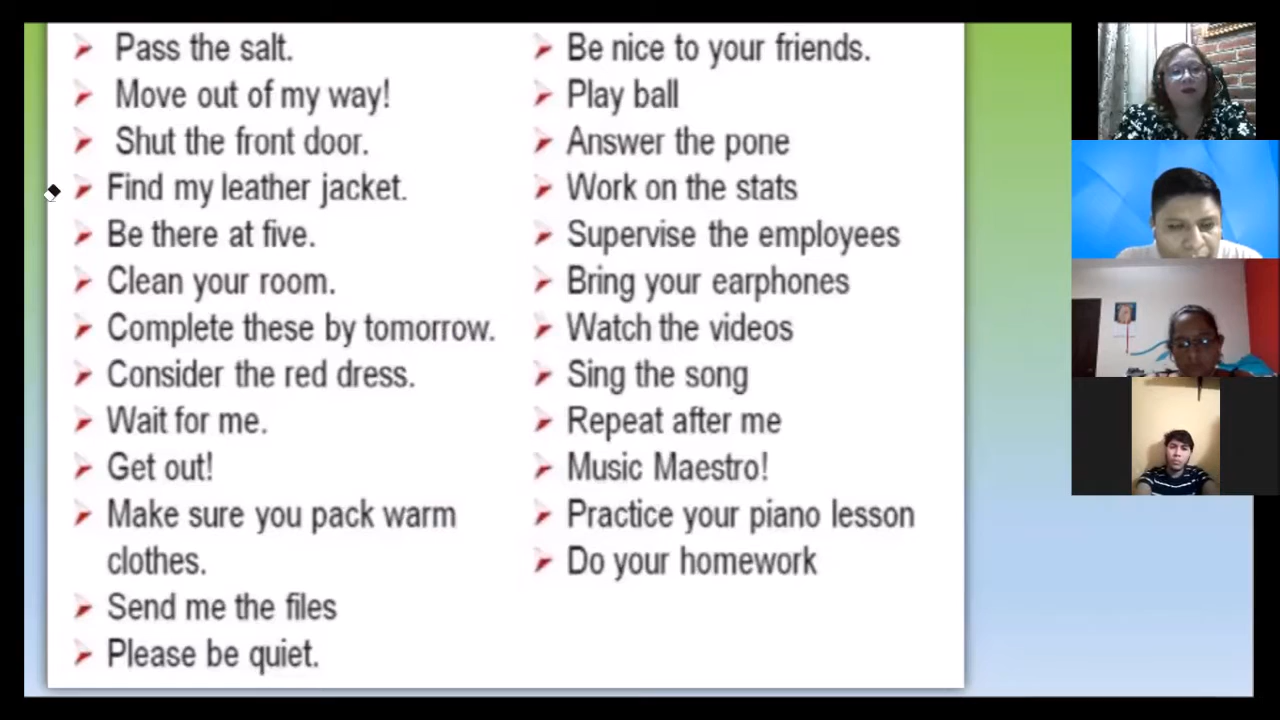 Pass the salt.
Move out of my way!
Shut the front door.
Find my leather jacket.
Be there at five.
Clean your room.
Complete these by tomorrow.
Consider the red dress.
Wait for me.
Get out!
Make sure you pack warm
clothes.
Send me the files
Please be quiet.
Be nice to your friends.
Play ball
Answer the pone
Work on the stats
Supervise the employees
Bring your earphones
Watch the videos
Sing the song
Repeat after me
Music Maestro!
Practice your piano lesson
Do your homework